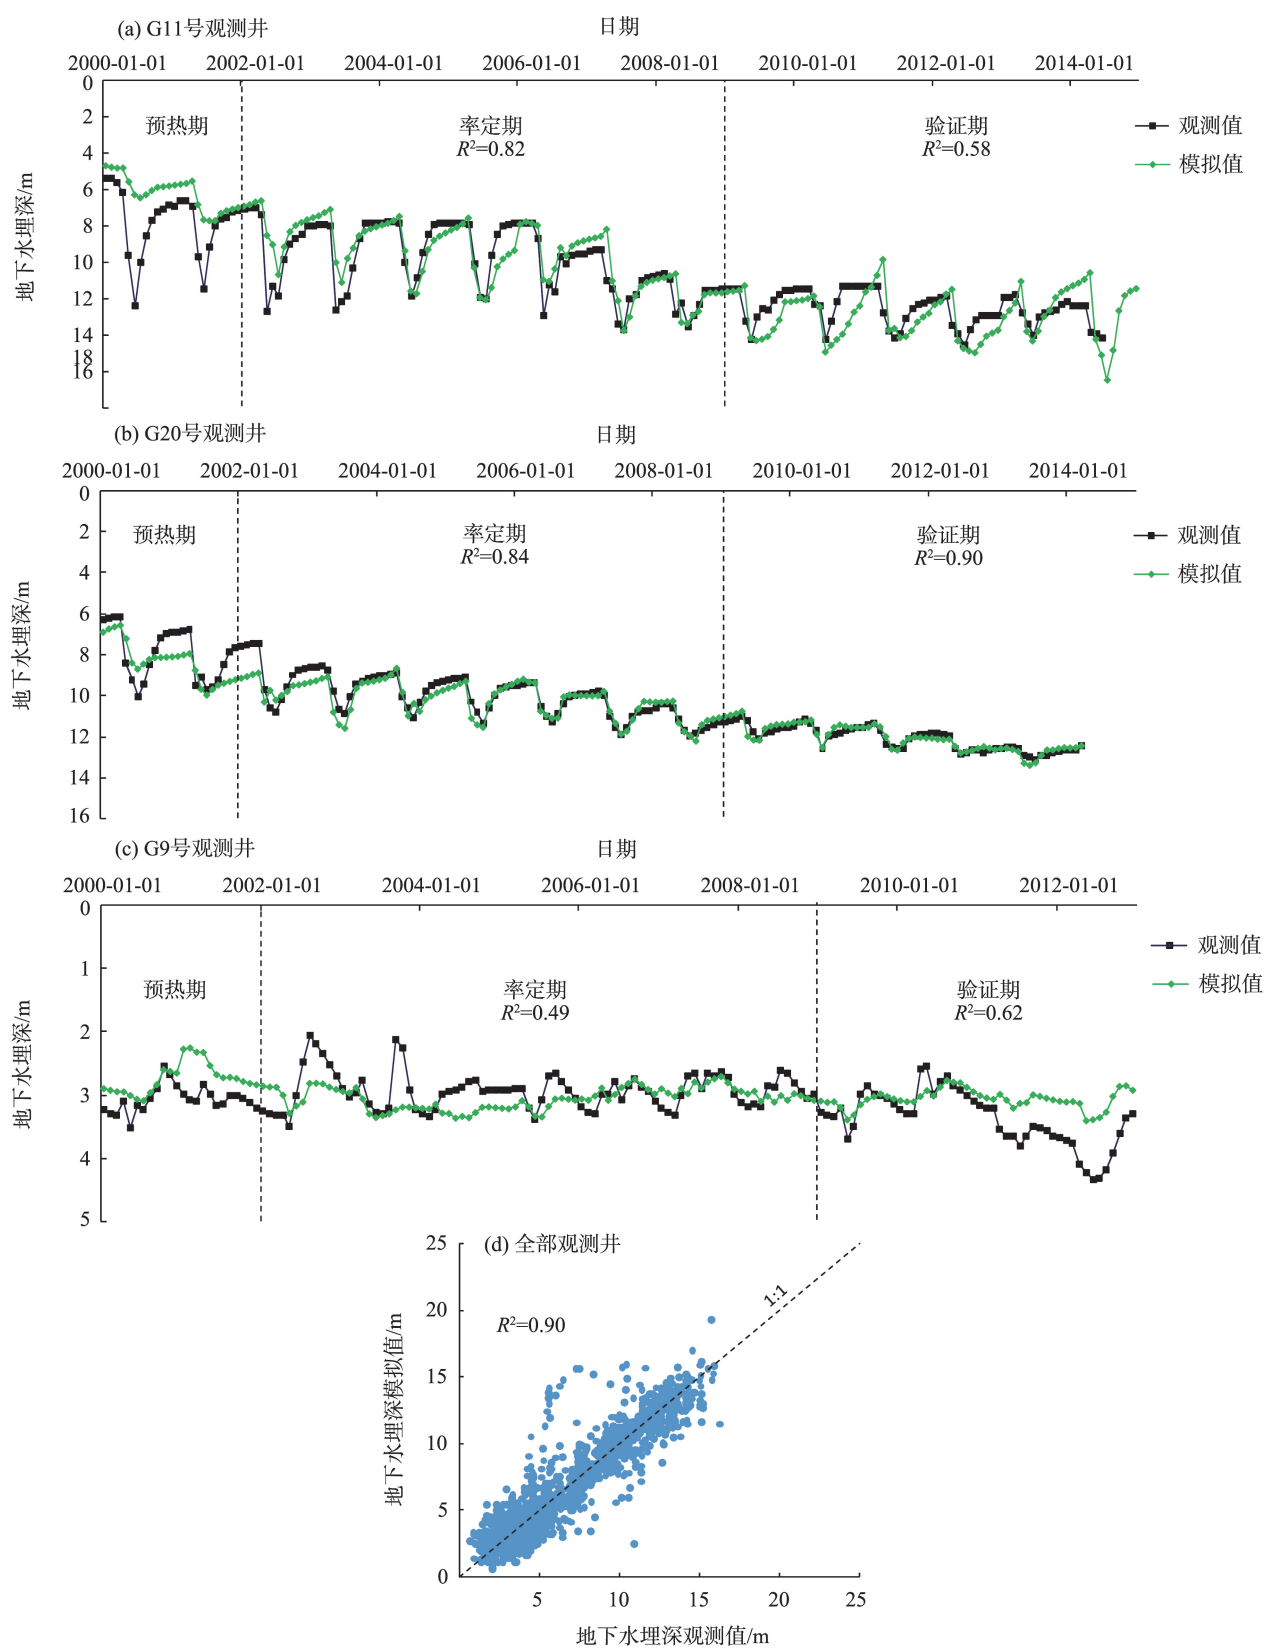 (a) G11号观测井
日期
2000-01-01 2002-01-01 2004-01-01 2006-01-01 2008-01-01 2010-01-01 2012-01-01 2014-01-01
0
2
4
6
8
10
12
14
18
16
地下水埋深/m
预热期
率定期
R²=0.82
验证期
R²=0.58
观测值
模拟值
(b) G20号观测井
日期
2000-01-01 2002-01-01 2004-01-01 2006-01-01 2008-01-01 2010-01-01 2012-01-01 2014-01-01
0
2
4
6
8
10
12
14
16
地下水埋深/m
预热期
率定期
R²=0.84
验证期
R²=0.90
观测值
模拟值
(c) G9号观测井
日期
2000-01-01 2002-01-01 2004-01-01 2006-01-01 2008-01-01 2010-01-01 2012-01-01
0
1
2
3
4
5
地下水埋深/m
预热期
率定期
R²=0.49
验证期
R²=0.62
观测值
模拟值
(d) 全部观测井
25
20
15
10
5
0
地下水埋深模拟值/m
R²=0.90
1:1
5 10 15 20 25
地下水埋深观测值/m